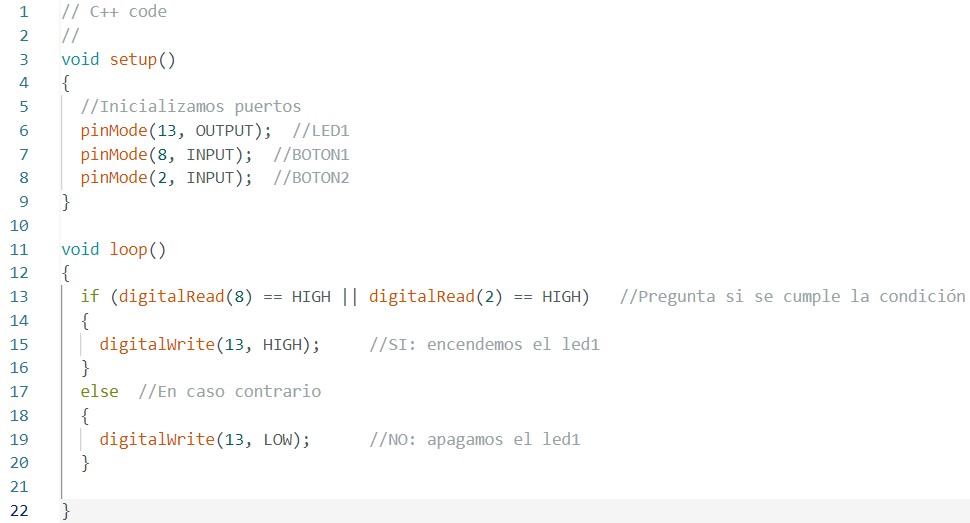 1 // C++ code
2 //
3 void setup()
4 {
5   //Inicializamos puertos
6   pinMode(13, OUTPUT);  //LED1
7   pinMode(8, INPUT);  //BOTON1
8   pinMode(2, INPUT);  //BOTON2
9 }
10
11 void loop()
12 {
13   if (digitalRead(8) == HIGH || digitalRead(2) == HIGH)   //Pregunta si se cumple la condición
14   {
15     digitalWrite(13, HIGH);     //SI: encendemos el led1
16   }
17   else  //En caso contrario
18   {
19     digitalWrite(13, LOW);      //NO: apagamos el led1
20   }
21
22 }